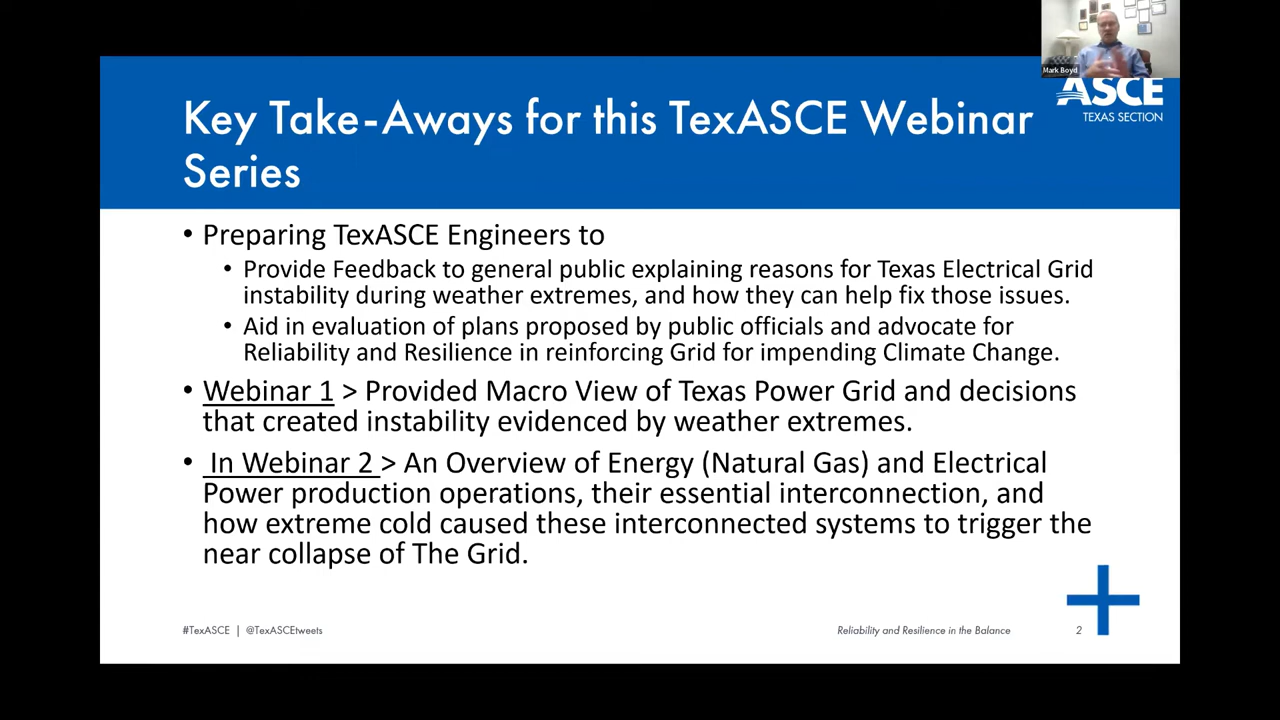 Mark Boyd
ASCE
TEXAS SECTION
Key Take-Aways for this TexASCE Webinar
Series
• Preparing TexASCE Engineers to
• Provide Feedback to general public explaining reasons for Texas Electrical Grid
instability during weather extremes, and how they can help fix those issues.
• Aid in evaluation of plans proposed by public officials and advocate for
Reliability and Resilience in reinforcing Grid for impending Climate Change.
• Webinar 1 > Provided Macro View of Texas Power Grid and decisions
that created instability evidenced by weather extremes.
• In Webinar 2 > An Overview of Energy (Natural Gas) and Electrical
Power production operations, their essential interconnection, and
how extreme cold caused these interconnected systems to trigger the
near collapse of The Grid.
#TexASCE | @TexASCEtweets
Reliability and Resilience in the Balance
2